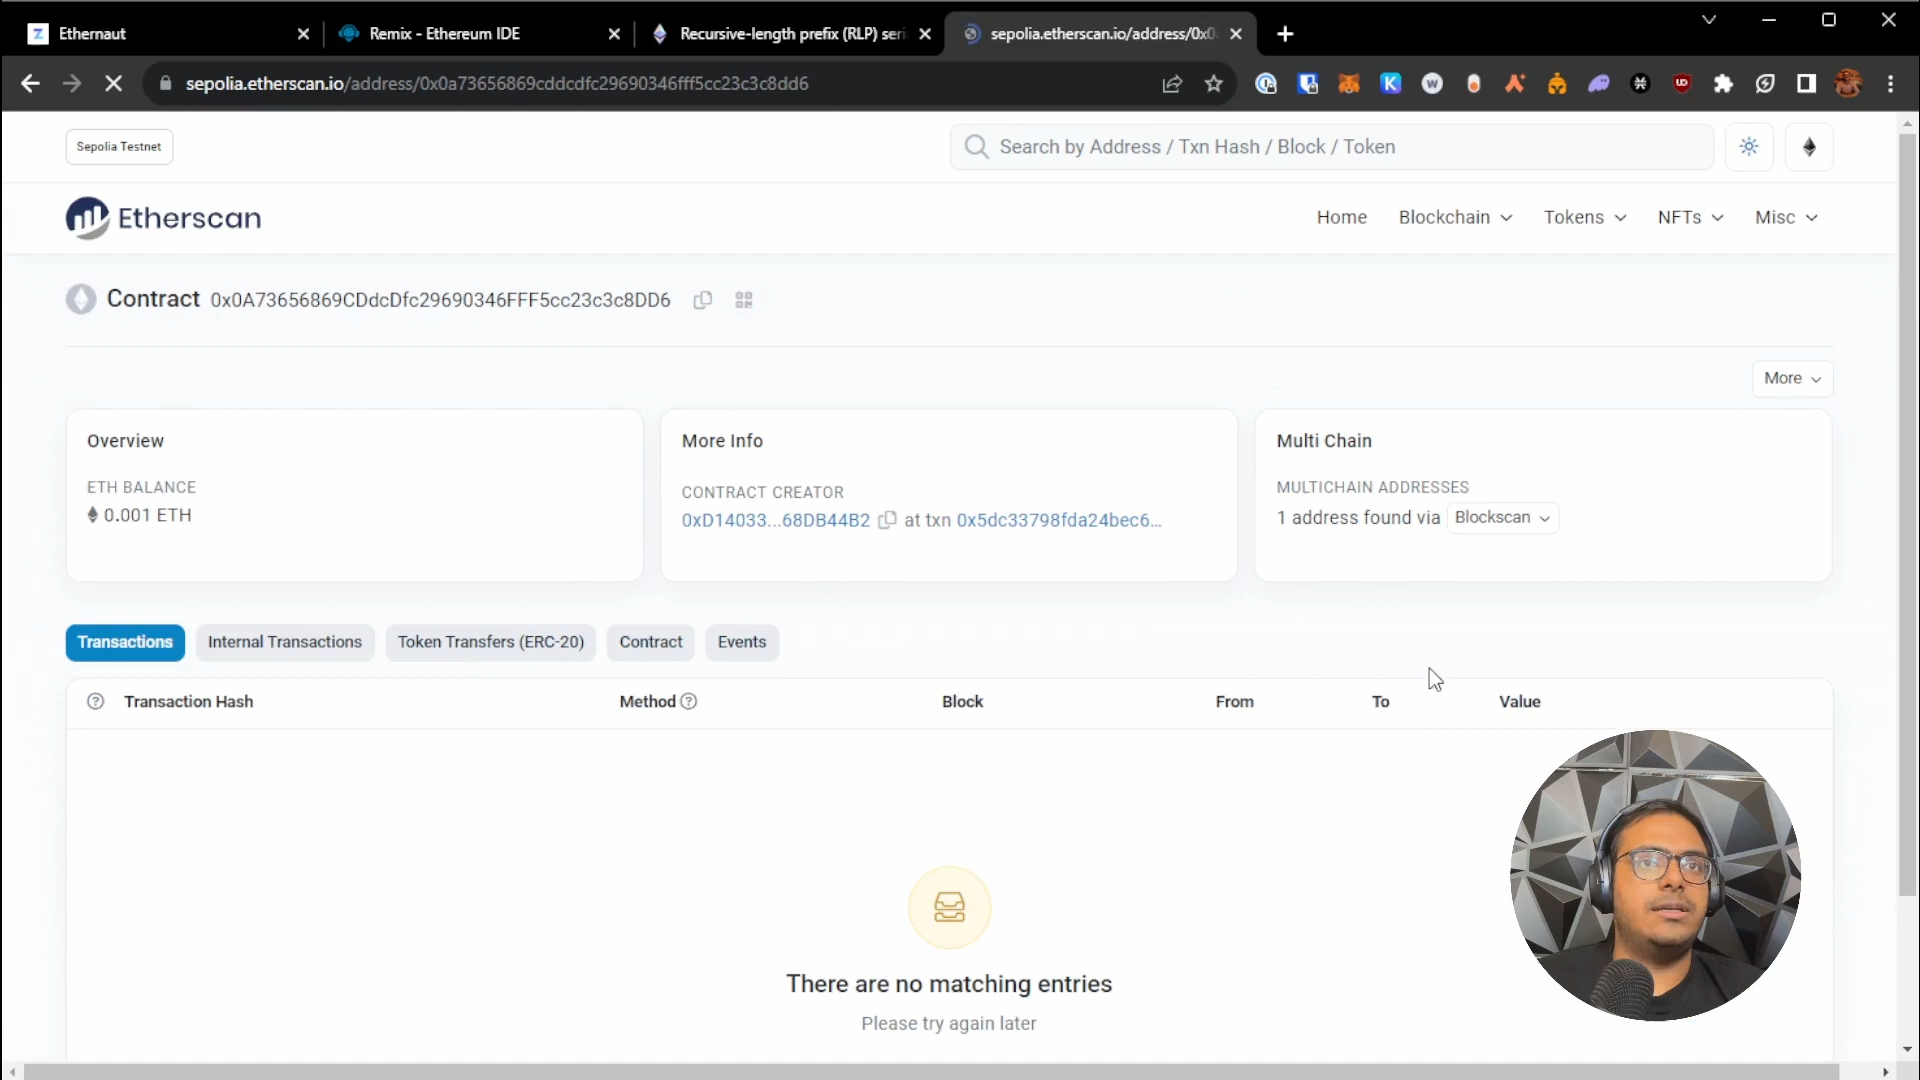 Ethernaut
Remix - Ethereum IDE
Recursive-length prefix (RLP) seri
sepolia.etherscan.io/address/0x0
sepolia.etherscan.io/address/0x0a73656869cddcdfc29690346fff5cc23c3c8dd6
Sepolia Testnet
Search by Address / Txn Hash / Block / Token
Etherscan
Home
Blockchain
Tokens
NFTs
Misc
Contract 0x0A73656869CDdcDfc29690346FFF5cc23c3c8DD6
More
Overview
ETH BALANCE
0.001 ETH
More Info
CONTRACT CREATOR
0xD14033...68DB44B2 at txn 0x5dc33798fda24bec6...
Multi Chain
MULTICHAIN ADDRESSES
1 address found via Blockscan
Transactions
Internal Transactions
Token Transfers (ERC-20)
Contract
Events
Transaction Hash
Method
Block
From
To
Value
There are no matching entries
Please try again later